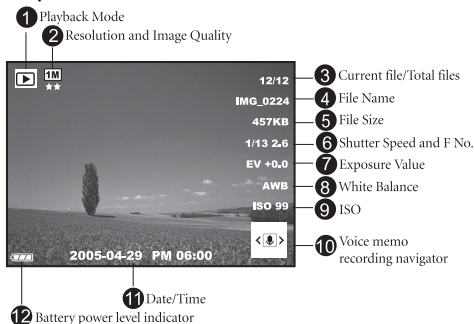 1 Playback Mode
2 Resolution and Image Quality
1M
★★
12/12
3 Current file/Total files
IMG_0224
4 File Name
457KB
5 File Size
1/13 2.6
6 Shutter Speed and F No.
EV +0.0
7 Exposure Value
AWB
8 White Balance
ISO 99
9 ISO
10 Voice memo
recording navigator
2005-04-29 PM 06:00
11 Date/Time
12 Battery power level indicator